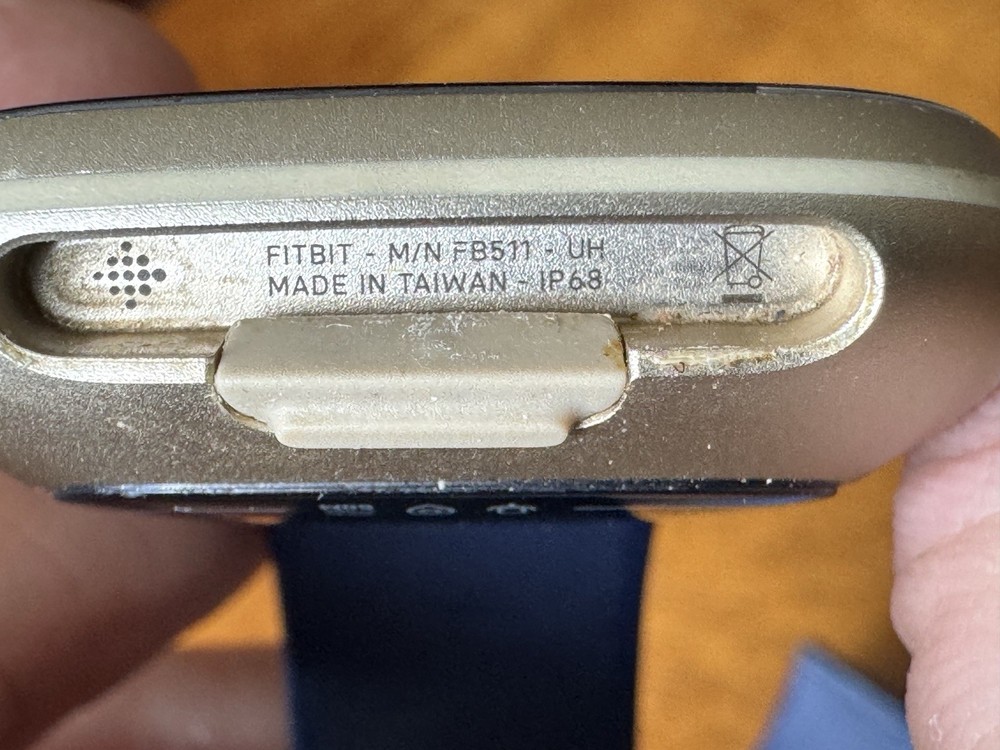 FITBIT - M/N FB511 - UH
MADE IN TAIWAN - IP68